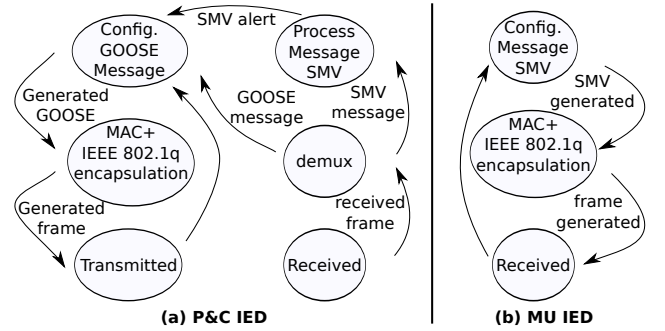 SMV alert
Config.
GOOSE
Message
Process
Message
SMV
Generated
GOOSE
GOOSE
message
SMV
message
MAC+
IEEE 802.1q
encapsulation
demux
Generated
frame
received
frame
Transmitted
Received
(a) P&C IED
Config.
Message
SMV
SMV
generated
MAC+
IEEE 802.1q
encapsulation
frame
generated
Received
(b) MU IED